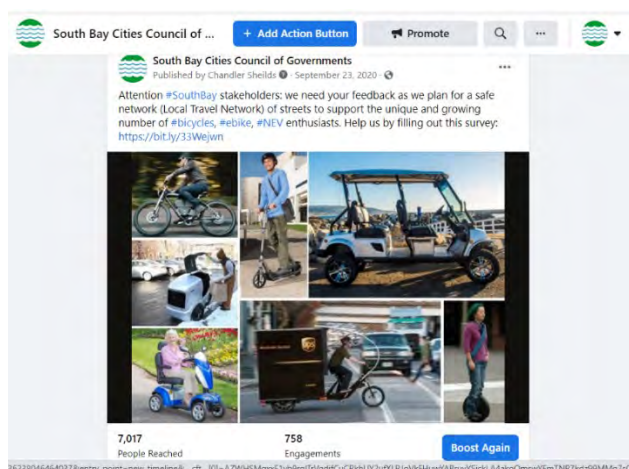 South Bay Cities Council of ...
+ Add Action Button
Promote
...
South Bay Cities Council of Governments
Published by Chandler Sheilds · September 23, 2020 ·
...
Attention #SouthBay stakeholders: we need your feedback as we plan for a safe
network (Local Travel Network) of streets to support the unique and growing
number of #bicycles, #ebike, #NEV enthusiasts. Help us by filling out this survey:
https://bit.ly/33Wejwn
ups
7,017
758
Boost Again
People Reached
Engagements